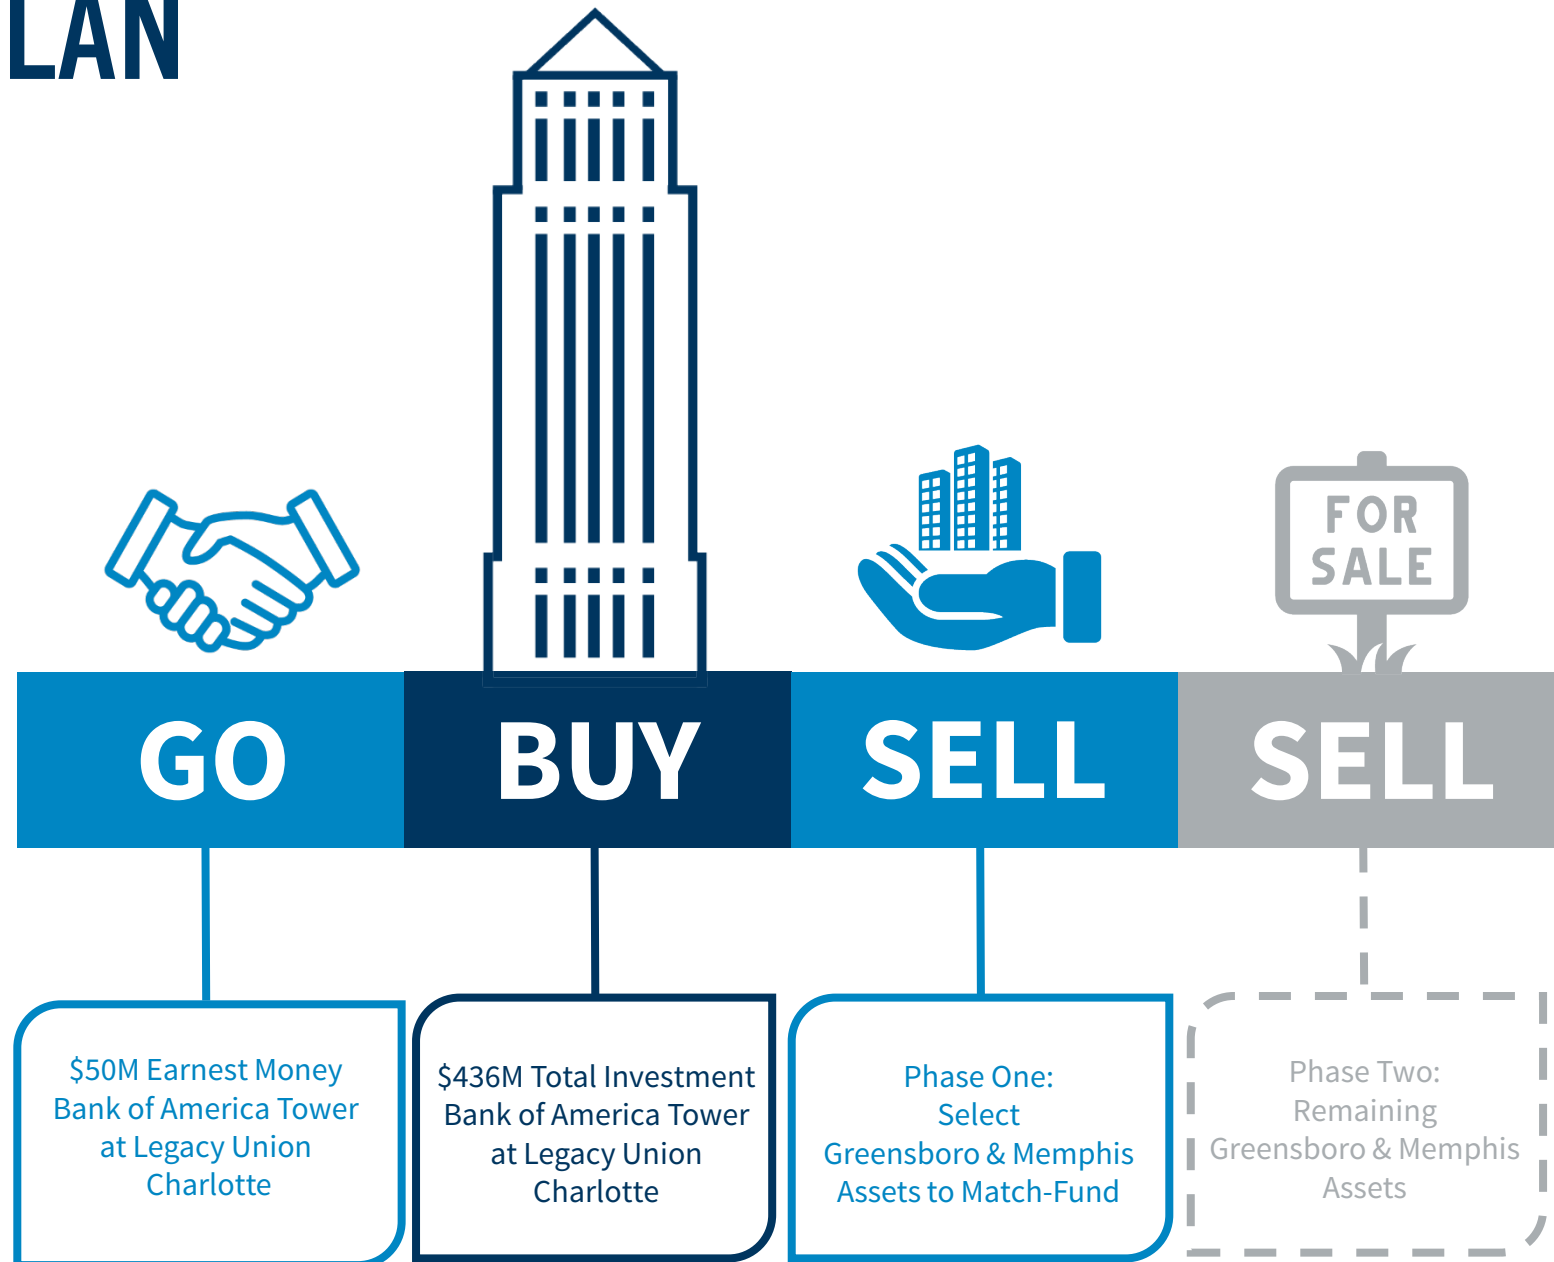 LAN
FOR
SALE
GO
BUY
SELL
SELL
$50M Earnest Money
Bank of America Tower
at Legacy Union
Charlotte
$436M Total Investment
Bank of America Tower
at Legacy Union
Charlotte
Phase One:
Select
Greensboro & Memphis
Assets to Match-Fund
Phase Two:
Remaining
Greensboro & Memphis
Assets